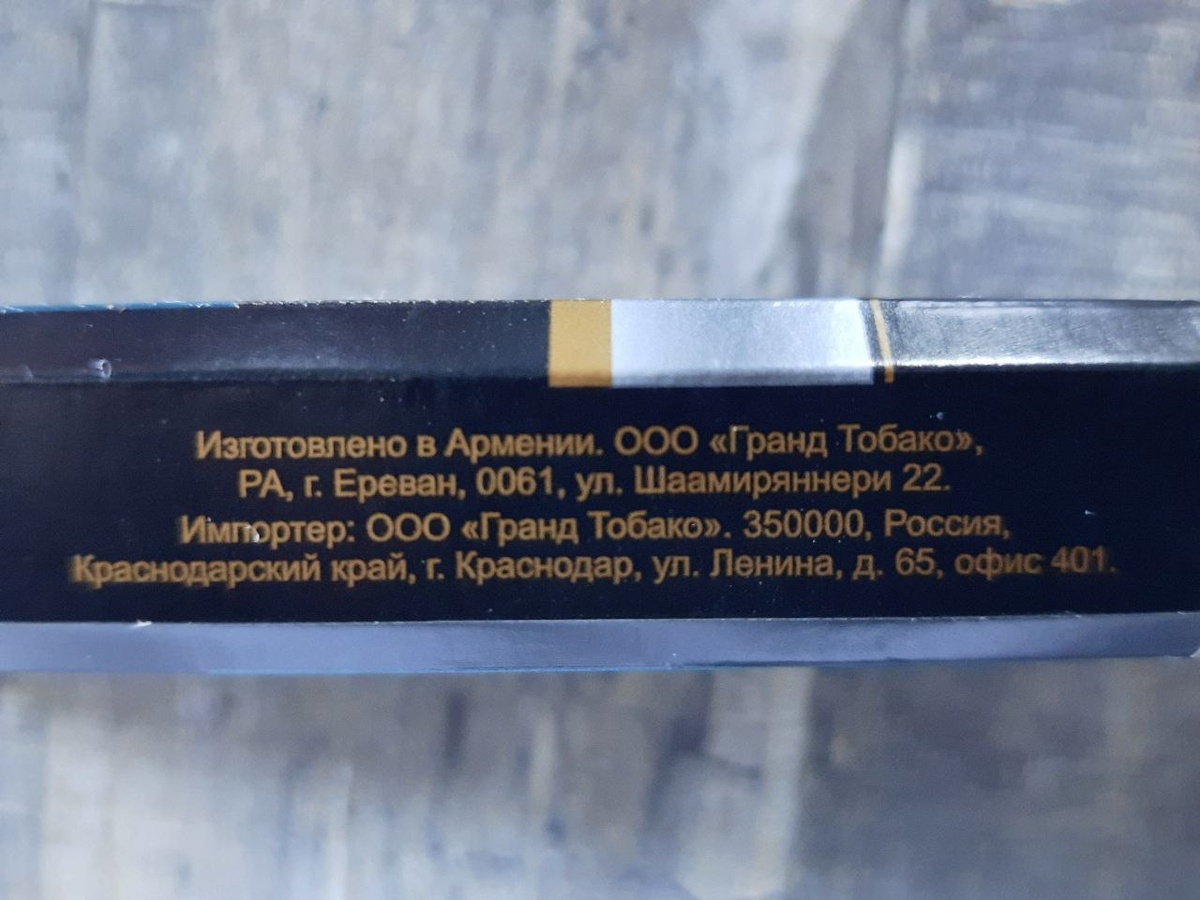 Изготовлено в Армении. ООО «Гранд Тобако»,
РА, г. Ереван, 0061, ул. Шаамиряннери 22.
Импортер: ООО «Гранд Тобако». 350000, Россия,
Краснодарский край, г. Краснодар, ул. Ленина, д. 65, офис 401.